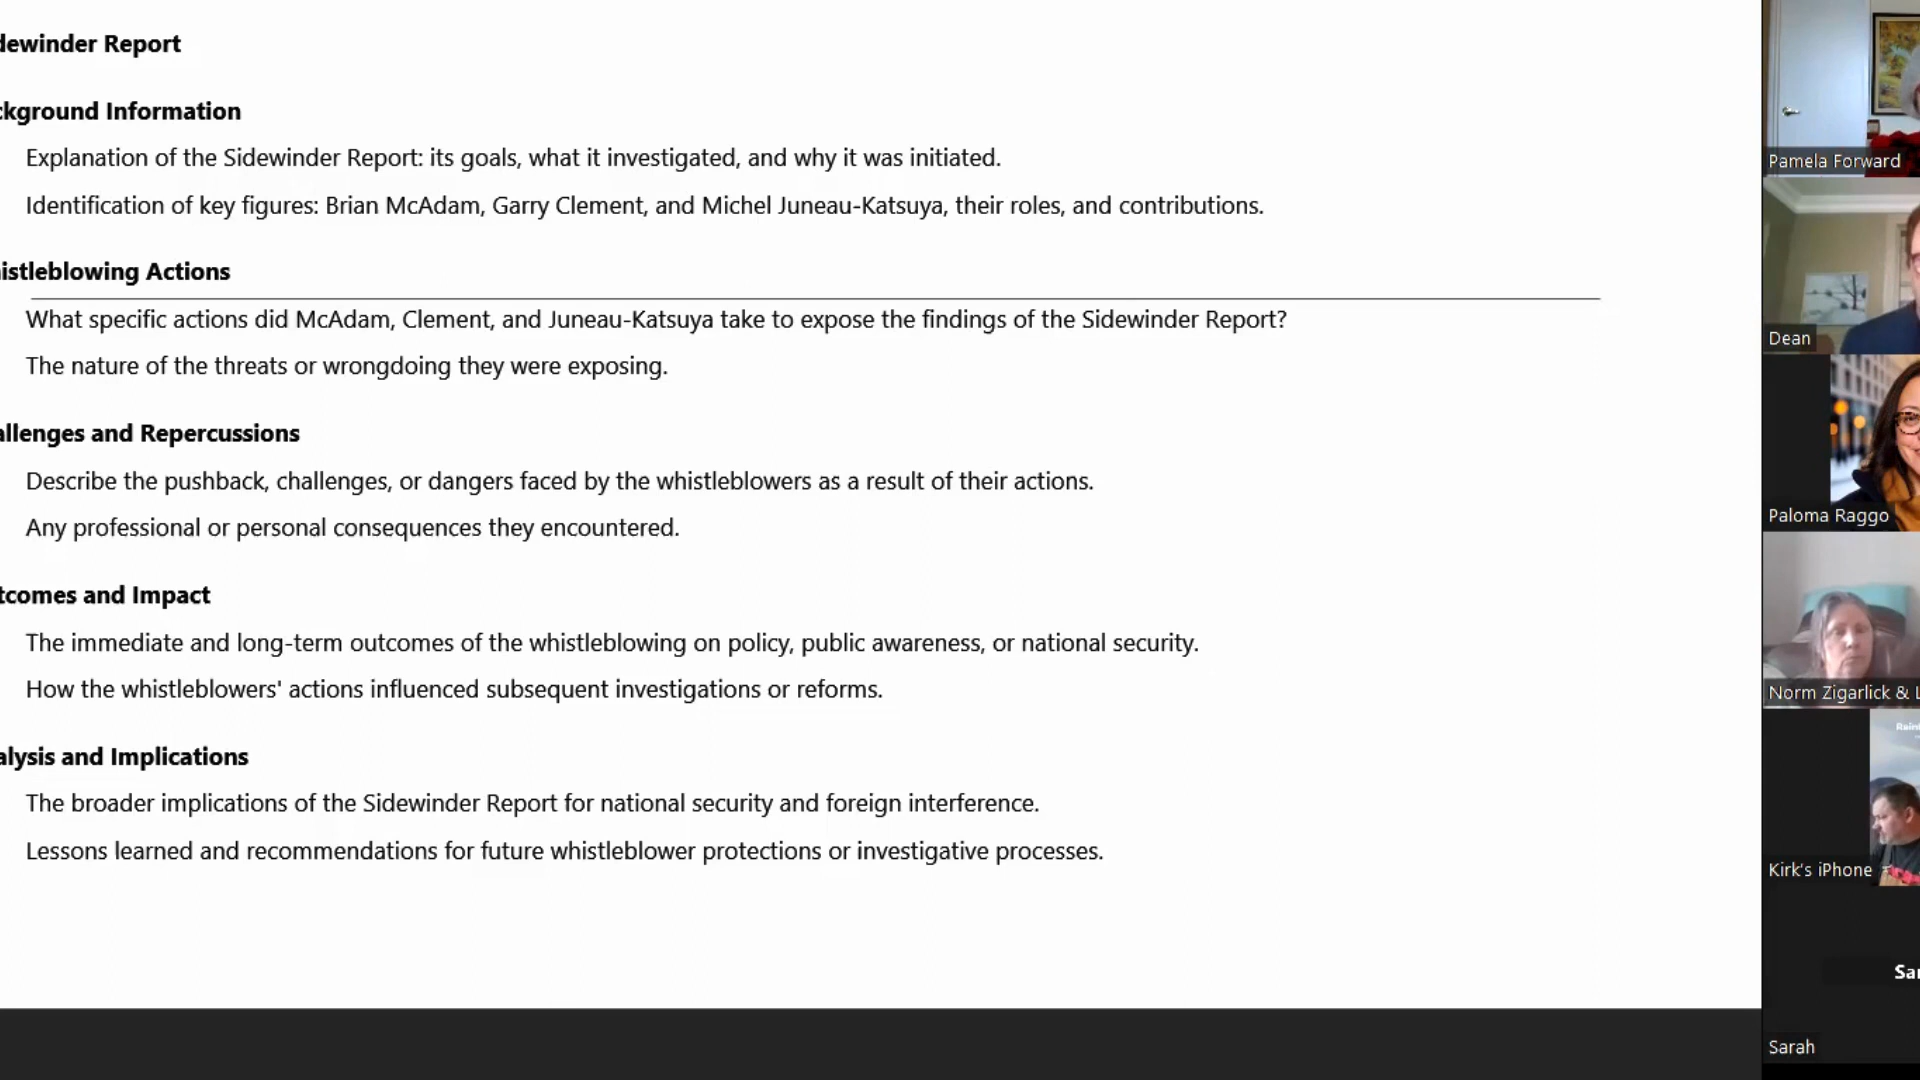 dewinder Report
ckground Information
Explanation of the Sidewinder Report: its goals, what it investigated, and why it was initiated.
Identification of key figures: Brian McAdam, Garry Clement, and Michel Juneau-Katsuya, their roles, and contributions.
istleblowing Actions
What specific actions did McAdam, Clement, and Juneau-Katsuya take to expose the findings of the Sidewinder Report?
The nature of the threats or wrongdoing they were exposing.
allenges and Repercussions
Describe the pushback, challenges, or dangers faced by the whistleblowers as a result of their actions.
Any professional or personal consequences they encountered.
tcomes and Impact
The immediate and long-term outcomes of the whistleblowing on policy, public awareness, or national security.
How the whistleblowers' actions influenced subsequent investigations or reforms.
alysis and Implications
The broader implications of the Sidewinder Report for national security and foreign interference.
Lessons learned and recommendations for future whistleblower protections or investigative processes.
Pamela Forward
Dean
Paloma Raggo
Norm Zigarlick & L
Rain
Kirk's iPhone
Sar
Sarah